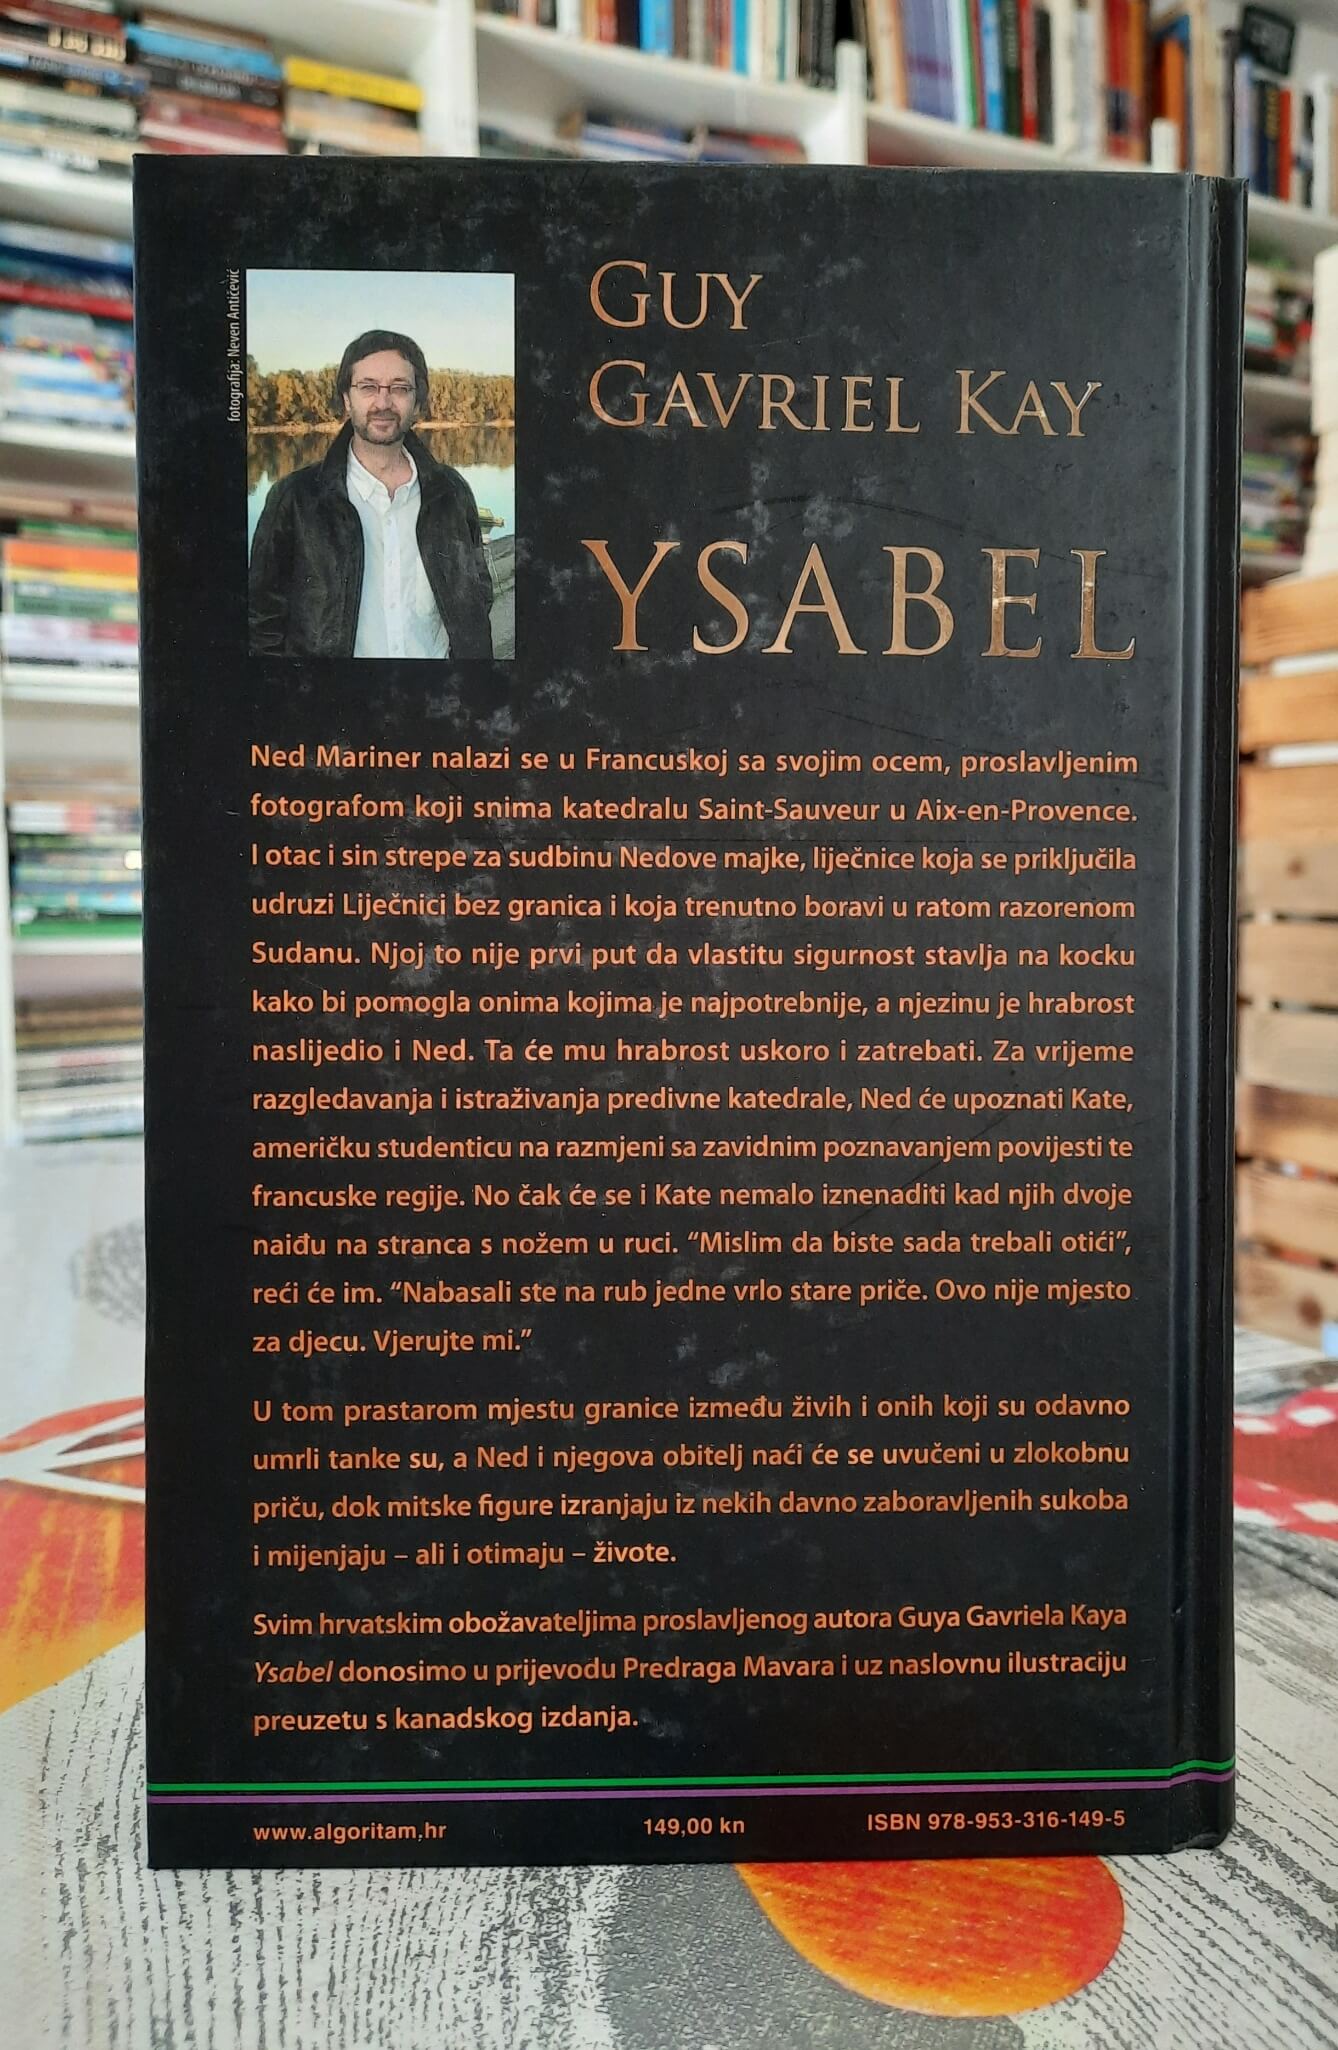 fotografija: Neven Antičević
GUY
GAVRIEL KAY
YSABEL
Ned Mariner nalazi se u Francuskoj sa svojim ocem, proslavljenim
fotografom koji snima katedralu Saint-Sauveur u Aix-en-Provence.
I otac i sin strepe za sudbinu Nedove majke, liječnice koja se priključila
udruzi Liječnici bez granica i koja trenutno boravi u ratom razorenom
Sudanu. Njoj to nije prvi put da vlastitu sigurnost stavlja na kocku
kako bi pomogla onima kojima je najpotrebnije, a njezinu je hrabrost
naslijedio i Ned. Ta će mu hrabrost uskoro i zatrebati. Za vrijeme
razgledavanja i istraživanja predivne katedrale, Ned će upoznati Kate,
američku studenticu na razmjeni sa zavidnim poznavanjem povijesti te
francuske regije. No čak će se i Kate nemalo iznenaditi kad njih dvoje
naiđu na stranca s nožem u ruci. “Mislim da biste sada trebali otići”,
reći će im. “Nabasali ste na rub jedne vrlo stare priče. Ovo nije mjesto
za djecu. Vjerujte mi.”
U tom prastarom mjestu granice između živih i onih koji su odavno
umrli tanke su, a Ned i njegova obitelj naći će se uvučeni u zlokobnu
priču, dok mitske figure izranjaju iz nekih davno zaboravljenih sukoba
i mijenjaju – ali i otimaju – živote.
Svim hrvatskim obožavateljima proslavljenog autora Guya Gavriela Kaya
Ysabel donosimo u prijevodu Predraga Mavara i uz naslovnu ilustraciju
preuzetu s kanadskog izdanja.
www.algoritam.hr
149,00 kn
ISBN 978-953-316-149-5